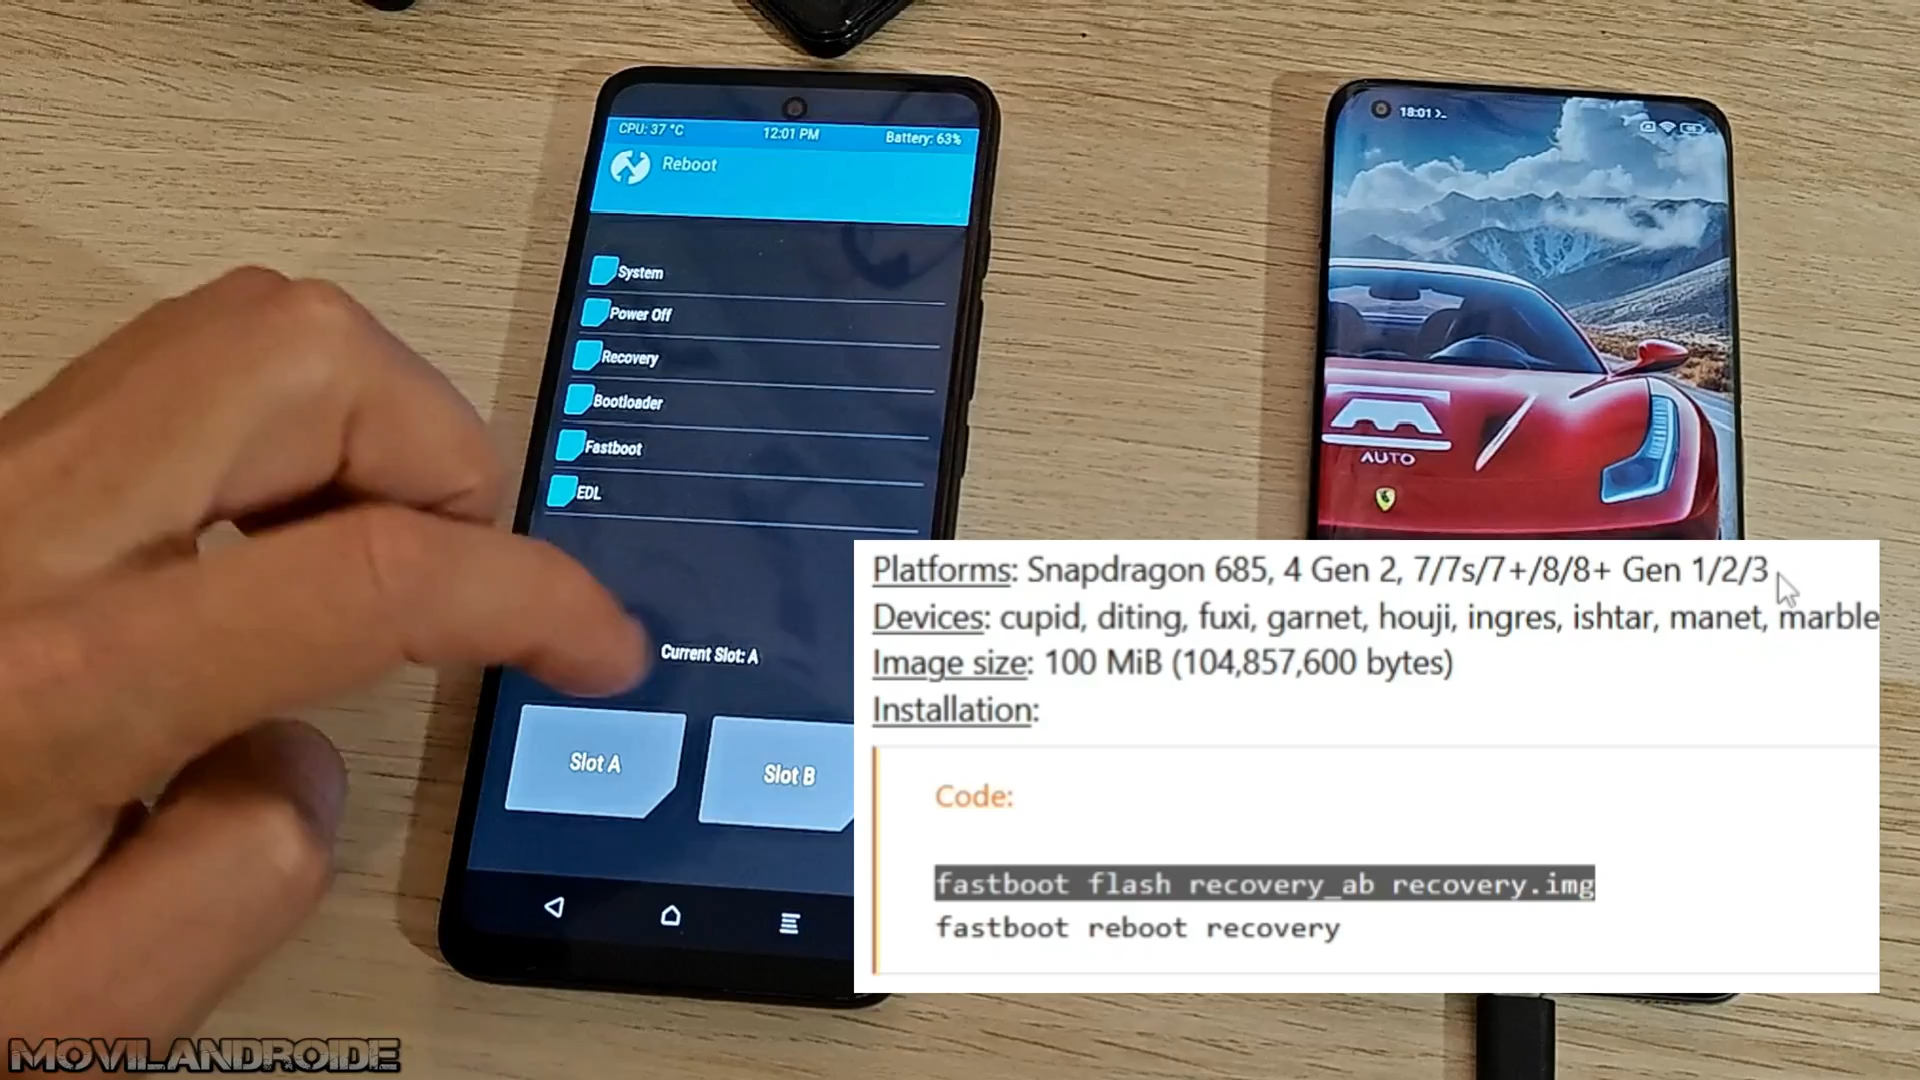 CPU: 37 °C 12:01 PM Battery: 63%
Reboot
System
Power Off
Recovery
Bootloader
Fastboot
EDL
Current Slot: A
Slot A Slot B
18:01
AUTO
Platforms: Snapdragon 685, 4 Gen 2, 7/7s/7+/8/8+ Gen 1/2/3
Devices: cupid, diting, fuxi, garnet, houji, ingres, ishtar, manet, marble
Image size: 100 MiB (104,857,600 bytes)
Installation:
Code:
fastboot flash recovery_ab recovery.img
fastboot reboot recovery
MOVILANDROIDE